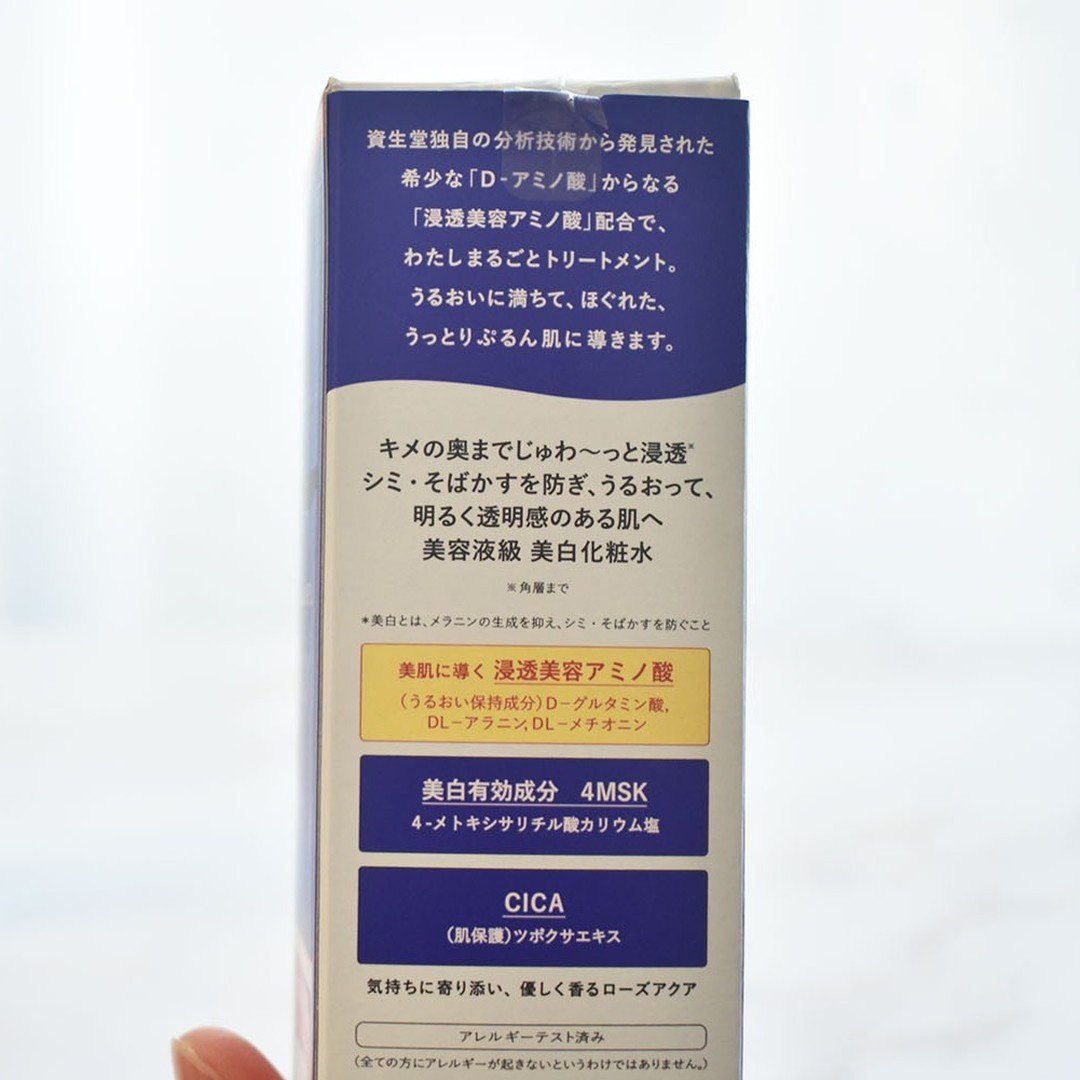 資生堂独自の分析技術から発見された
希少な「D-アミノ酸」からなる
「浸透美容アミノ酸」配合で、
わたしまるごとトリートメント。
うるおいに満ちて、ほぐれた、
うっとりぷるん肌に導きます。
キメの奥までじゅわ〜っと浸透※
シミ・そばかすを防ぎ、うるおって、
明るく透明感のある肌へ
美容液級 美白化粧水
※角層まで
*美白とは、メラニンの生成を抑え、シミ・そばかすを防ぐこと
美肌に導く 浸透美容アミノ酸
(うるおい保持成分)D-グルタミン酸,
DL-アラニン,DL-メチオニン
美白有効成分 4MSK
4-メトキシサリチル酸カリウム塩
CICA
(肌保護)ツボクサエキス
気持ちに寄り添い、優しく香るローズアクア
アレルギーテスト済み
(全ての方にアレルギーが起きないというわけではありません。)